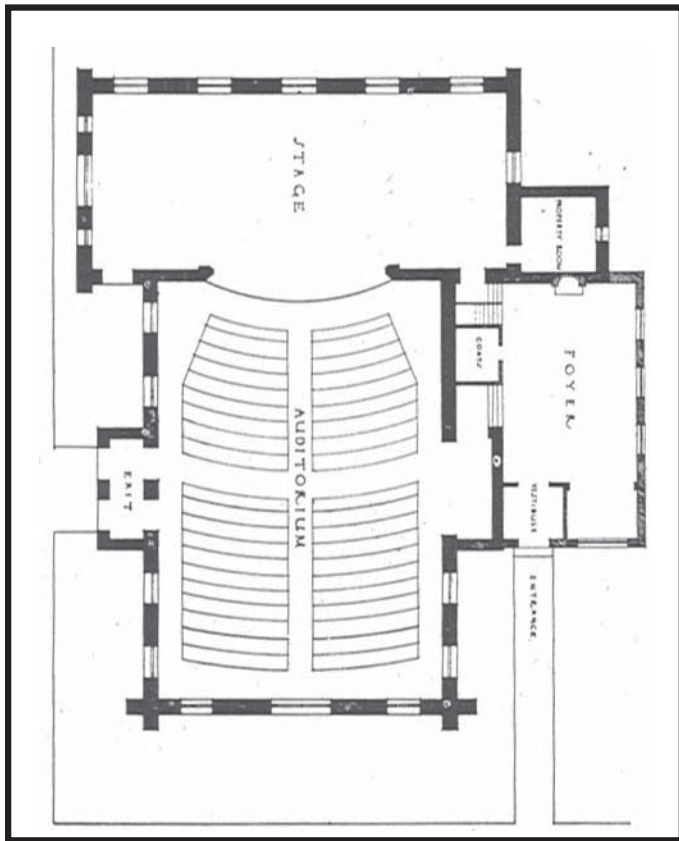 STAGE
PROPERTY ROOM
COATS
FOYER
AUDITORIUM
EXIT
VESTIBULE
ENTRANCE